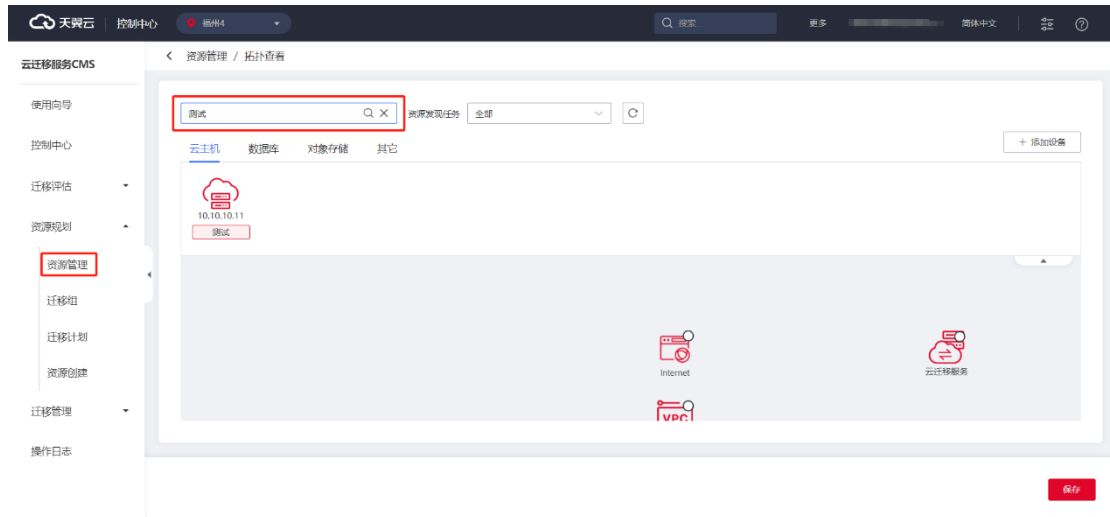 天翼云 控制中心 福州4 搜索... 更多 简体中文
云迁移服务CMS
使用向导
控制中心
迁移评估
资源规划
资源管理
迁移组
迁移计划
资源创建
迁移管理
操作日志
资源管理 / 拓扑查看
测试 资源发现任务 全部
云主机 数据库 对象存储 其它
+ 添加设备
10.10.10.11
测试
Internet
云迁移服务
VPC
保存